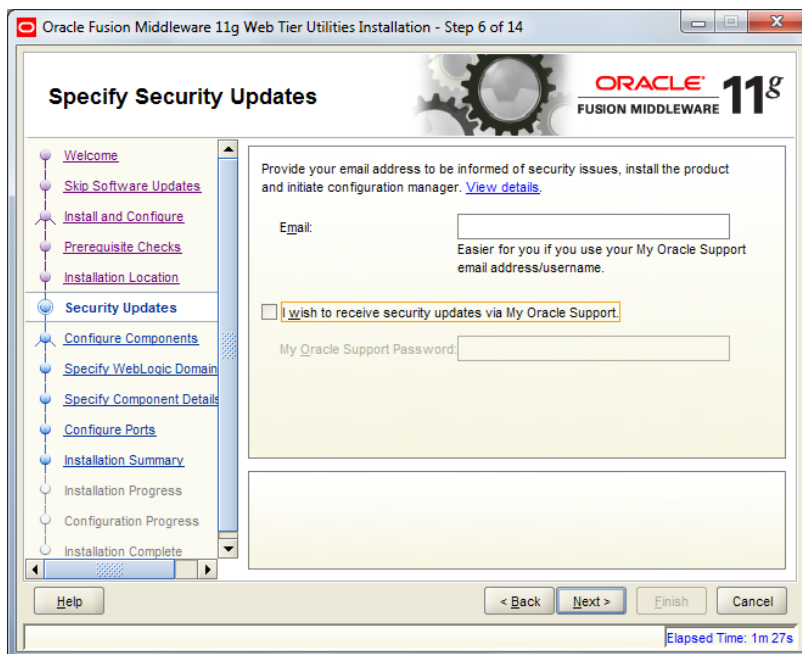 Oracle Fusion Middleware 11g Web Tier Utilities Installation - Step 6 of 14
Specify Security Updates
ORACLE
FUSION MIDDLEWARE 11g
Welcome
Skip Software Updates
Install and Configure
Prerequisite Checks
Installation Location
Security Updates
Configure Components
Specify WebLogic Domain
Specify Component Details
Configure Ports
Installation Summary
Installation Progress
Configuration Progress
Installation Complete
Provide your email address to be informed of security issues, install the product
and initiate configuration manager. View details.
Email:
Easier for you if you use your My Oracle Support
email address/username.
I wish to receive security updates via My Oracle Support.
My Oracle Support Password:
Help
< Back
Next >
Finish
Cancel
Elapsed Time: 1m 27s